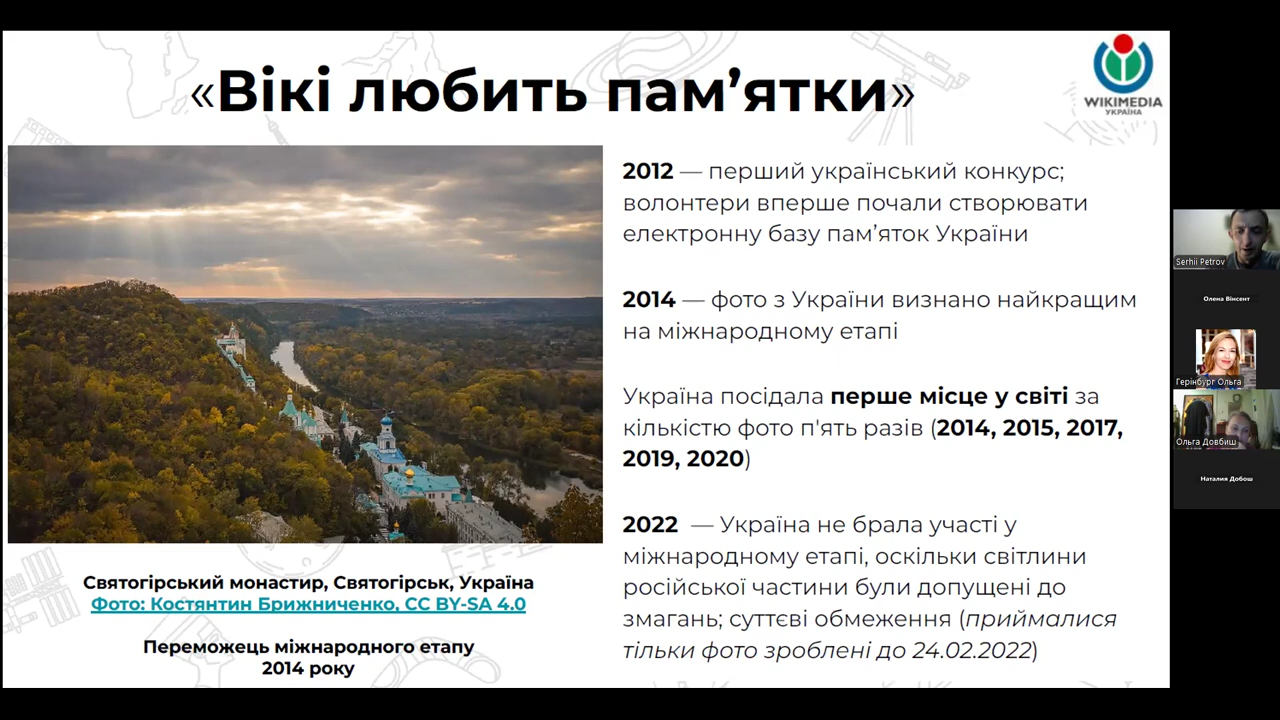 «Вікі любить пам’ятки»
WIKIMEDIA
УКРАЇНА
2012 — перший український конкурс;
волонтери вперше почали створювати
електронну базу пам’яток України
2014 — фото з України визнано найкращим
на міжнародному етапі
Україна посідала перше місце у світі за
кількістю фото п'ять разів (2014, 2015, 2017,
2019, 2020)
2022 — Україна не брала участі у
міжнародному етапі, оскільки світлини
російської частини були допущені до
змагань; суттєві обмеження (приймалися
тільки фото зроблені до 24.02.2022)
Святогірський монастир, Святогірськ, Україна
Фото: Костянтин Брижниченко, CC BY-SA 4.0
Переможець міжнародного етапу
2014 року
Serhii Petrov
Олена Вінсент
Герінбург Ольга
Ольга Довбиш
Наталия Добош